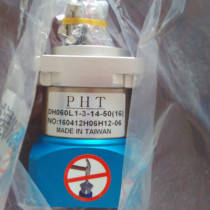 PHT
DH060L1-3-14-50(16)
NO:160412H06H12-06
MADE IN TAIWAN